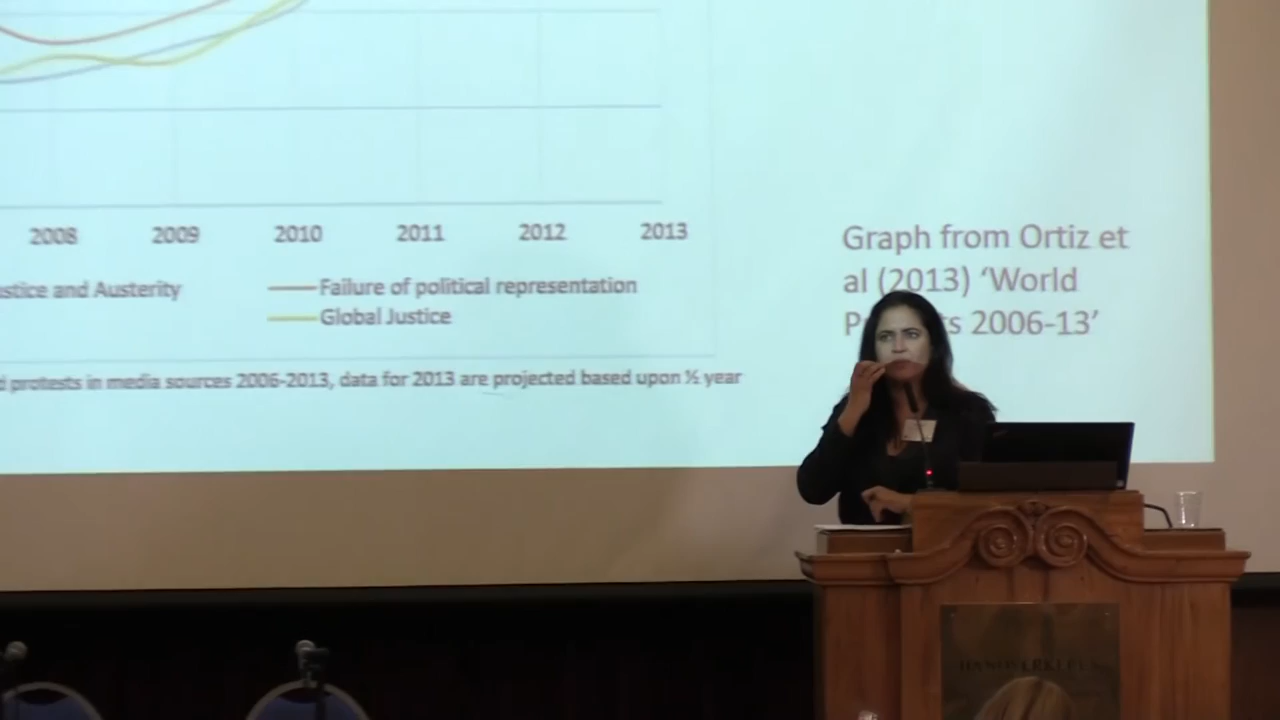 2008 2009 2010 2011 2012 2013
stice and Austerity
Failure of political representation
Global Justice
d protests in media sources 2006-2013, data for 2013 are projected based upon ½ year
Graph from Ortiz et
al (2013) ‘World
P s 2006-13’